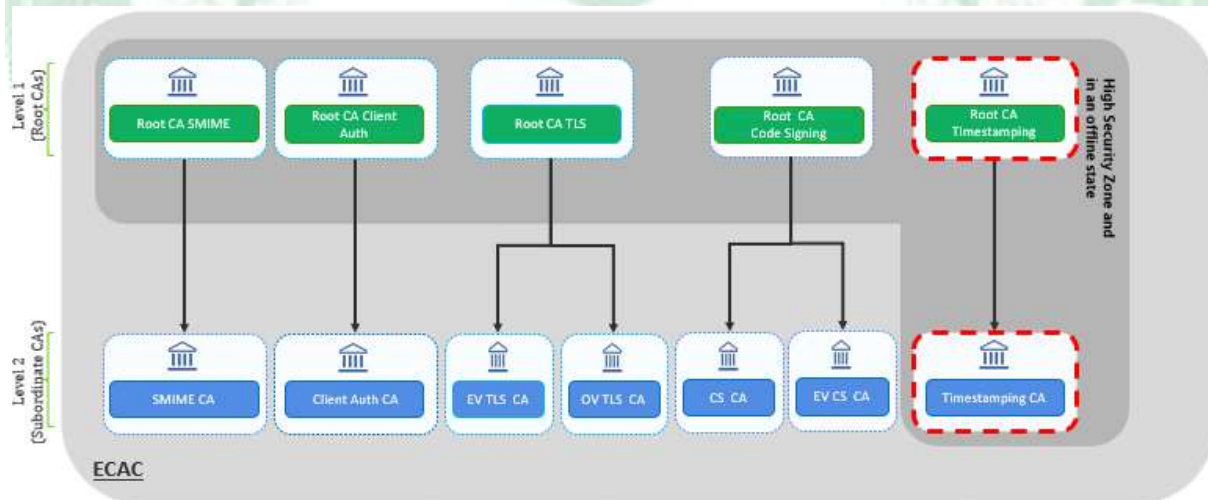 Level 1
(Root CAs)
Root CA SMIME
Root CA Client
Auth
Root CA TLS
Root CA
Code Signing
Root CA
Timestamping
High Security Zone and
in an offline state
Level 2
(Subordinate CAs)
SMIME CA
Client Auth CA
EV TLS CA
OV TLS CA
CS CA
EV CS CA
Timestamping CA
ECAC